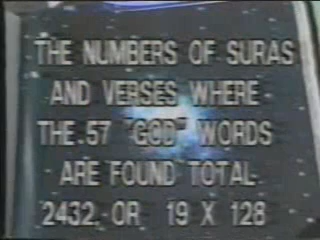 THE NUMBERS OF SURAS
AND VERSES WHERE
THE 57 "GOD" WORDS
ARE FOUND TOTAL
2432, OR 19 X 128